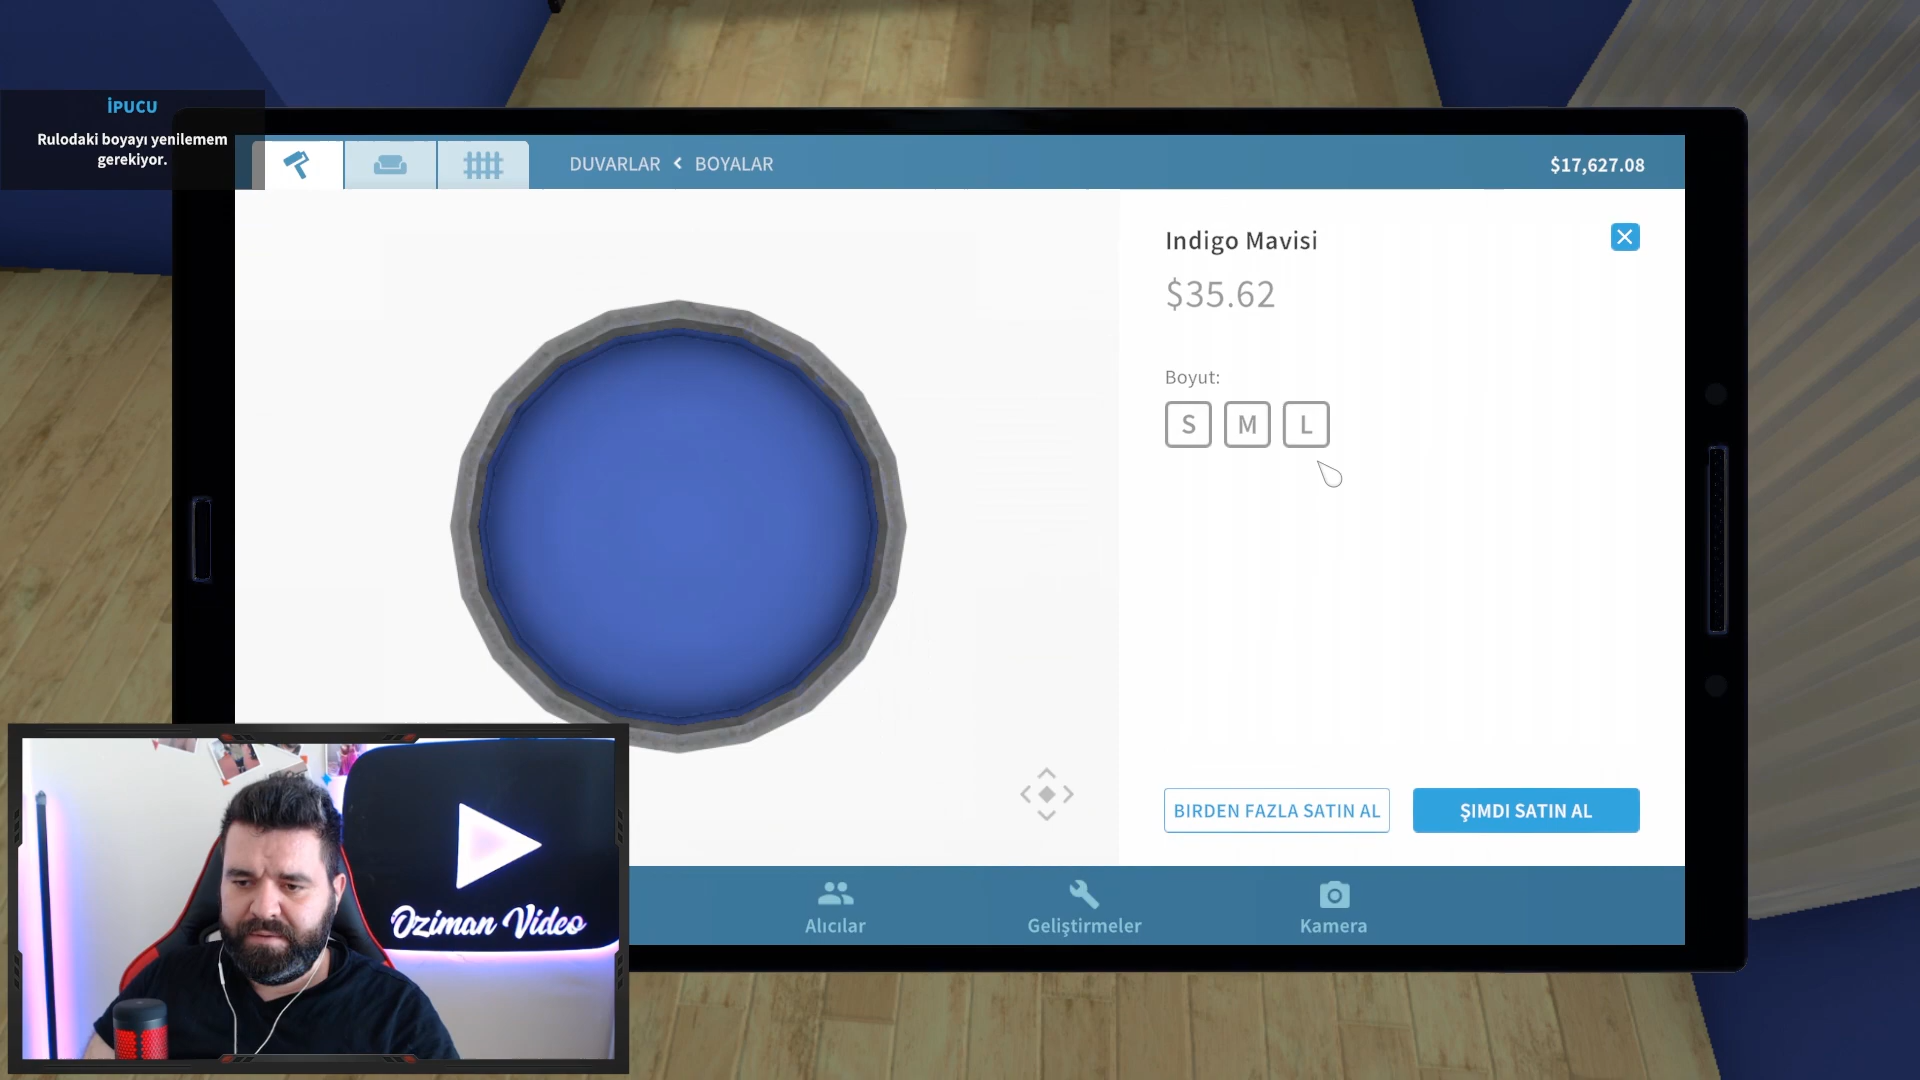 İPUCU
Rulodaki boyayı yenilemem
gerekiyor.
DUVARLAR < BOYALAR
$17,627.08
Indigo Mavisi
$35.62
Boyut:
S M L
BIRDEN FAZLA SATIN AL
ŞIMDI SATIN AL
Alıcılar
Geliştirmeler
Kamera
Oziman Video